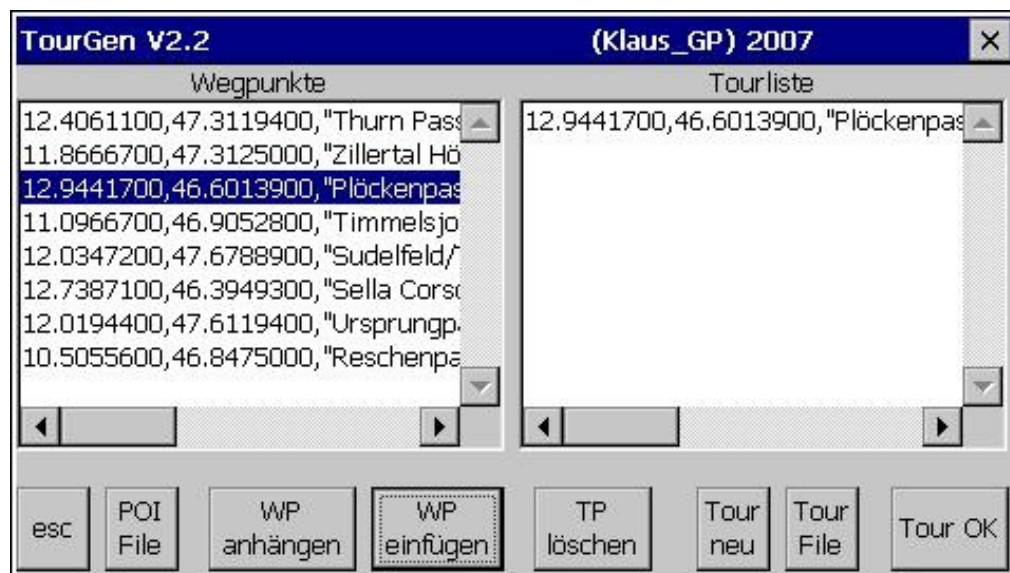 TourGen V2.2 (Klaus_GP) 2007
Wegpunkte
12.4061100,47.3119400,"Thurn Pass
11.8666700,47.3125000,"Zillertal Hö
12.9441700,46.6013900,"Plöckenpas
11.0966700,46.9052800,"Timmelsjo
12.0347200,47.6788900,"Sudelfeld/
12.7387100,46.3949300,"Sella Corso
12.0194400,47.6119400,"Ursprungpa
10.5055600,46.8475000,"Reschenpa
Tourliste
12.9441700,46.6013900,"Plöckenpas
esc
POI
File
WP
anhängen
WP
einfügen
TP
löschen
Tour
neu
Tour
File
Tour OK